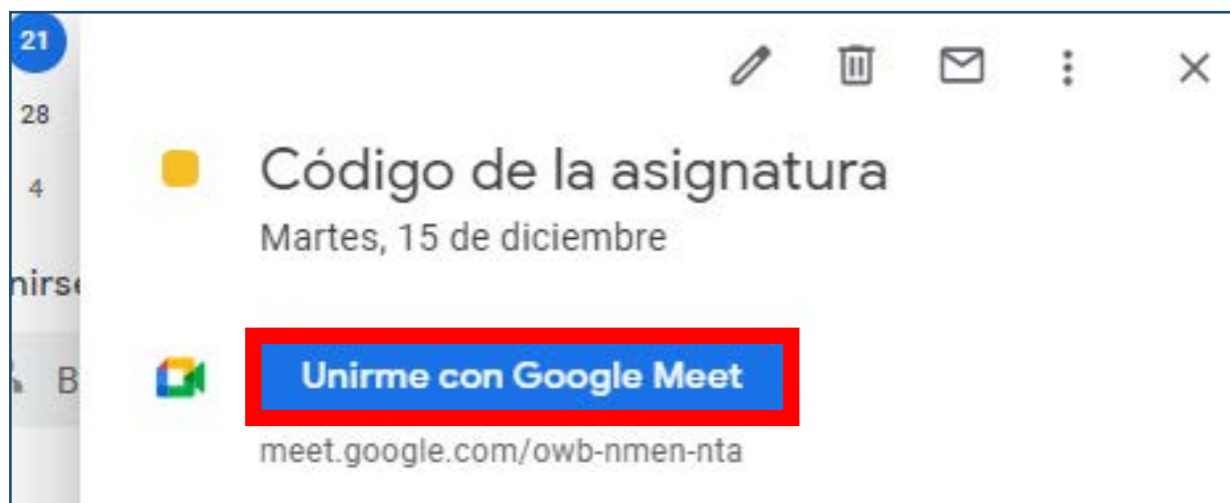 21
28
4
Código de la asignatura
Martes, 15 de diciembre
Unirme con Google Meet
B
meet.google.com/owb-nmen-nta